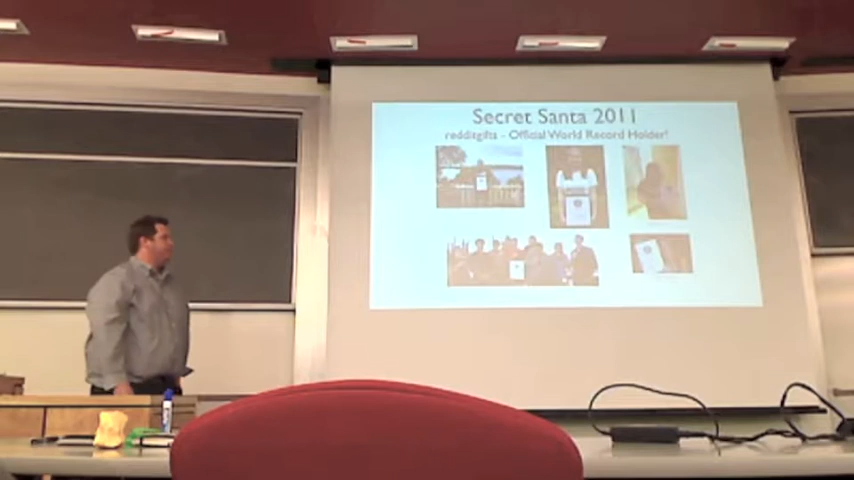 Secret Santa 2011
redditgifts - Official World Record Holder!